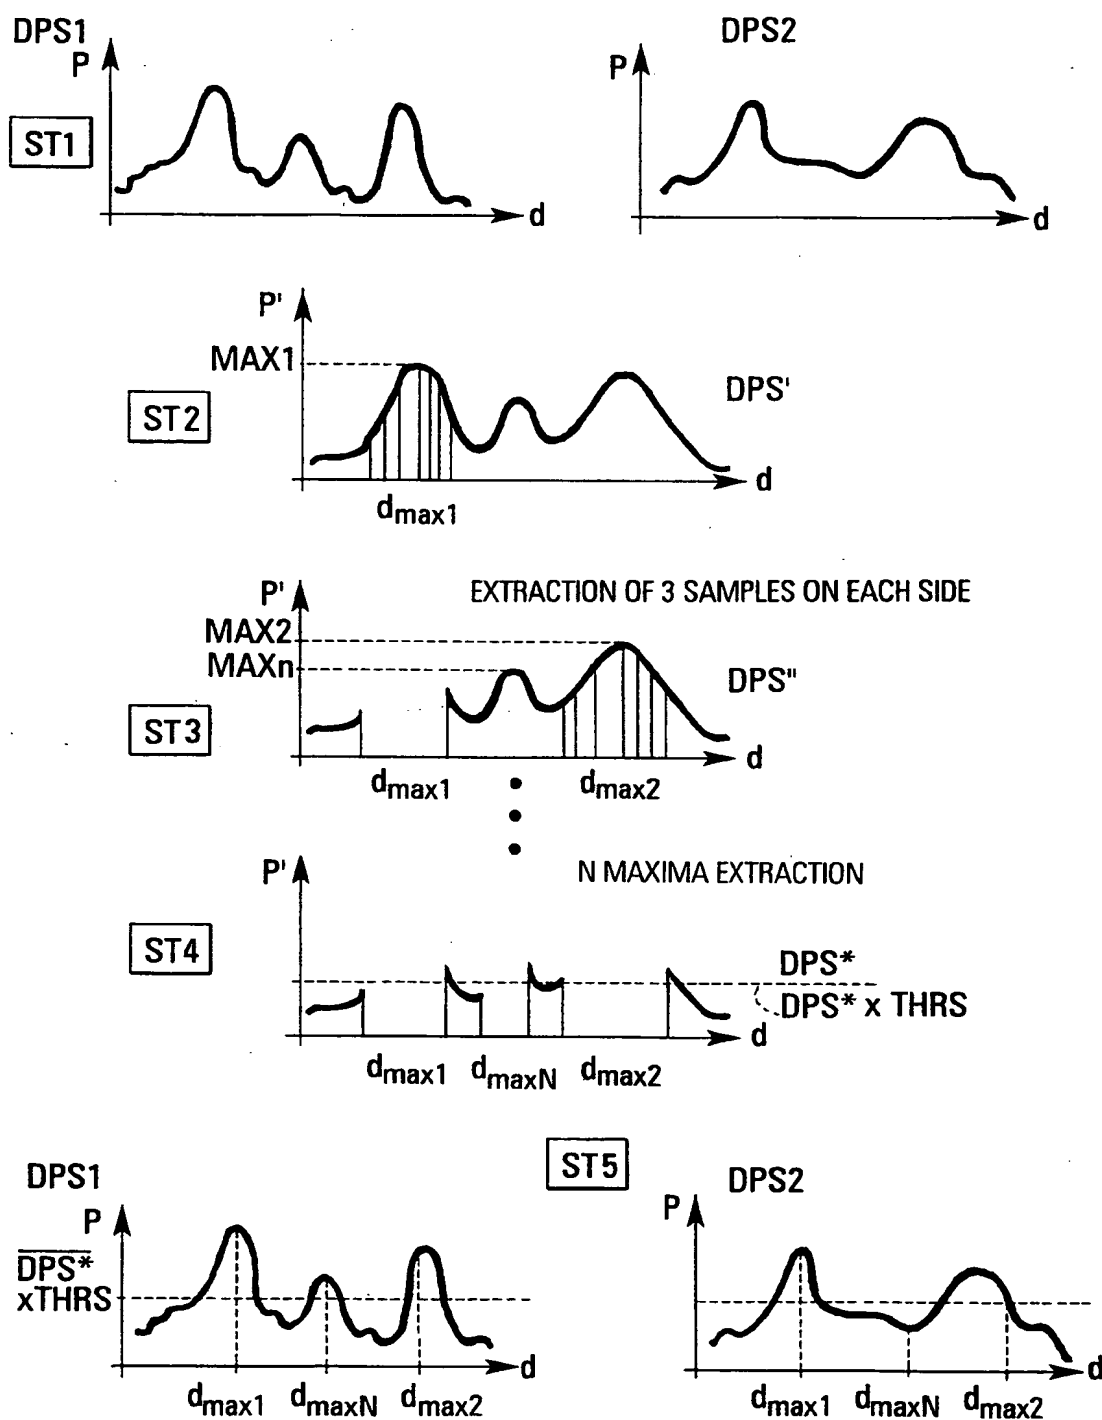 DPS1
P
ST1
d
DPS2
P
d
P'
MAX1
ST2
DPS'
d
dmax1
P'
EXTRACTION OF 3 SAMPLES ON EACH SIDE
MAX2
MAXn
DPS"
ST3
d
dmax1
dmax2
P'
N MAXIMA EXTRACTION
ST4
DPS*
DPS* x THRS
d
dmax1
dmaxN
dmax2
ST5
DPS1
P
DPS*
xTHRS
d
dmax1
dmaxN
dmax2
DPS2
P
d
dmax1
dmaxN
dmax2